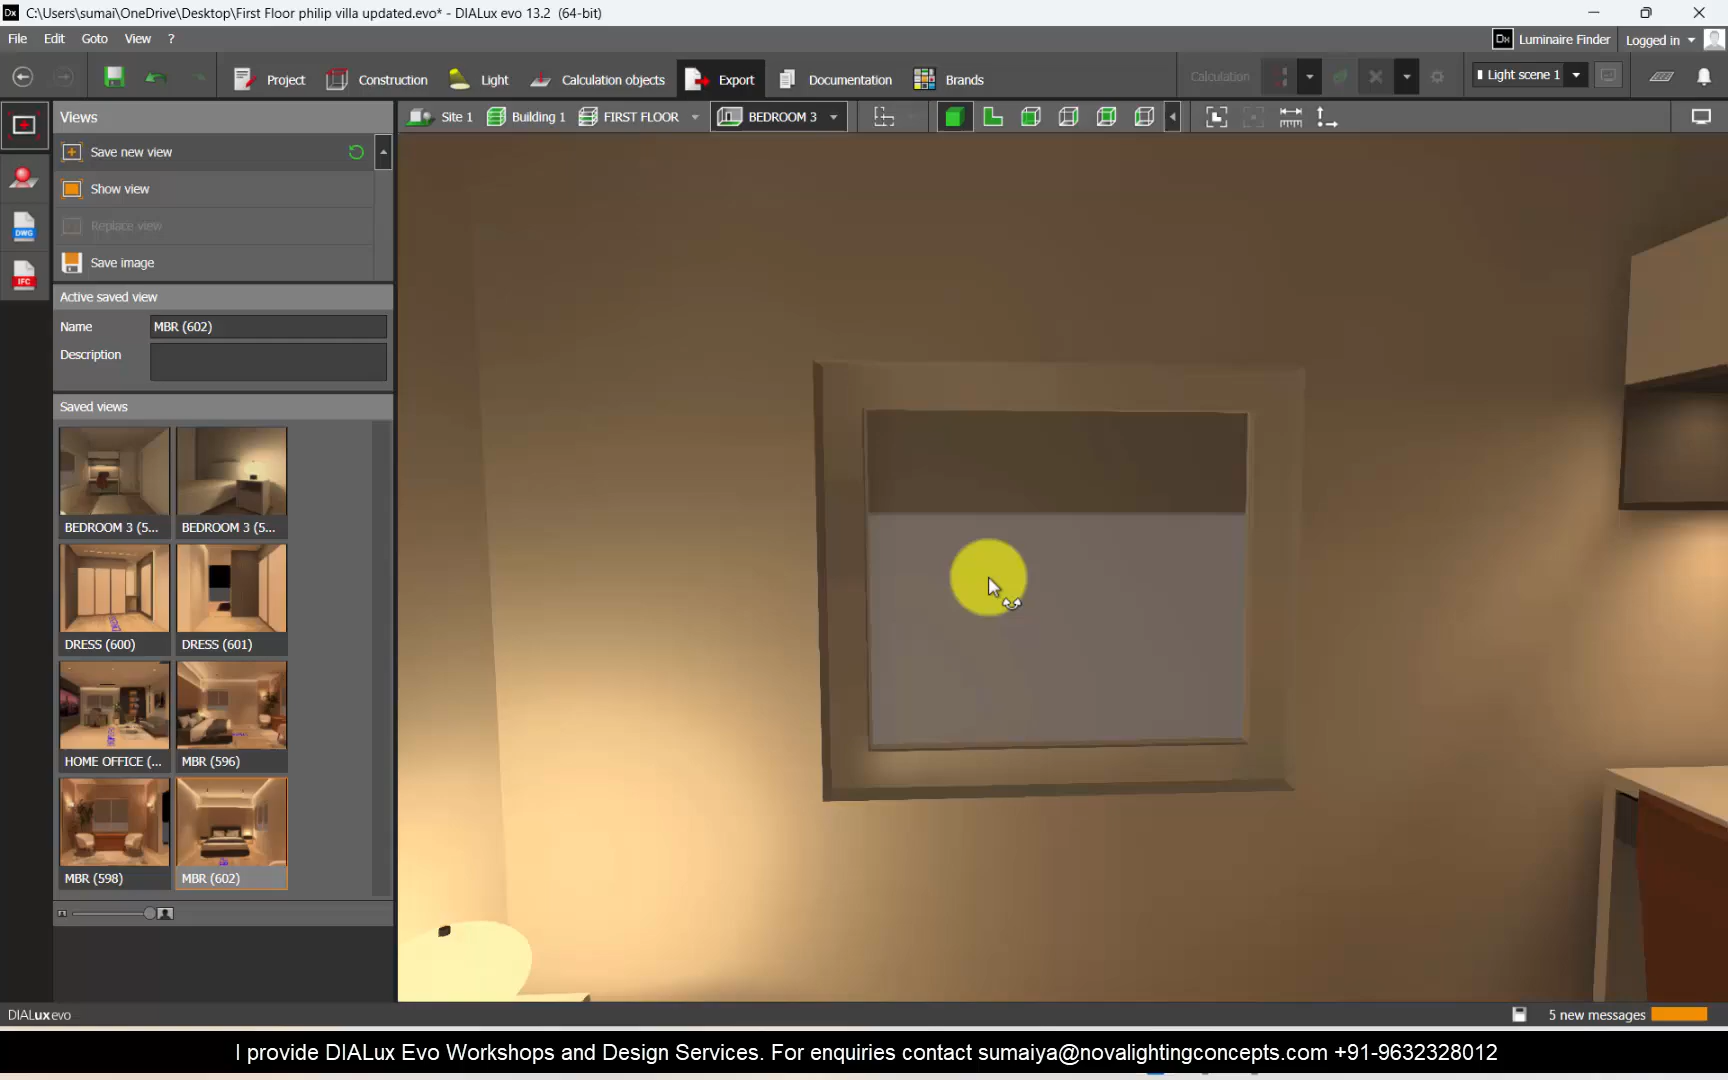 C:\Users\sumai\OneDrive\Desktop\First Floor philip villa updated.evo* - DIALux evo 13.2 (64-bit)
File Edit Goto View ?
Luminaire Finder Logged in
Project Construction Light Calculation objects Export Documentation Brands Calculation Light scene 1
Views
Site 1 Building 1 FIRST FLOOR BEDROOM 3
Save new view
Show view
Replace view
Save image
DWG
IFC
Active saved view
Name MBR (602)
Description
Saved views
BEDROOM 3 (5... BEDROOM 3 (5...
DRESS (600) DRESS (601)
HOME OFFICE (... MBR (596)
MBR (598) MBR (602)
DIALux evo 5 new messages
I provide DIALux Evo Workshops and Design Services. For enquiries contact sumaiya@novalightingconcepts.com +91-9632328012